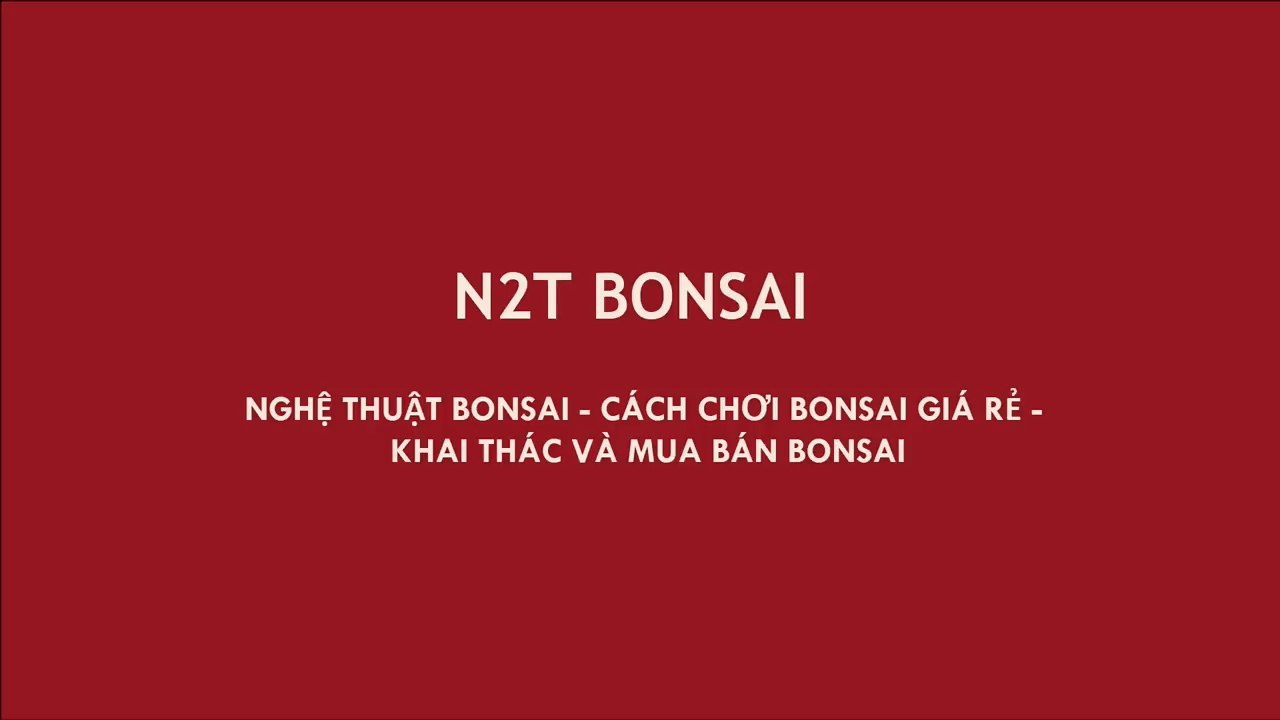 N2T BONSAI
NGHỆ THUẬT BONSAI - CÁCH CHƠI BONSAI GIÁ RẺ -
KHAI THÁC VÀ MUA BÁN BONSAI